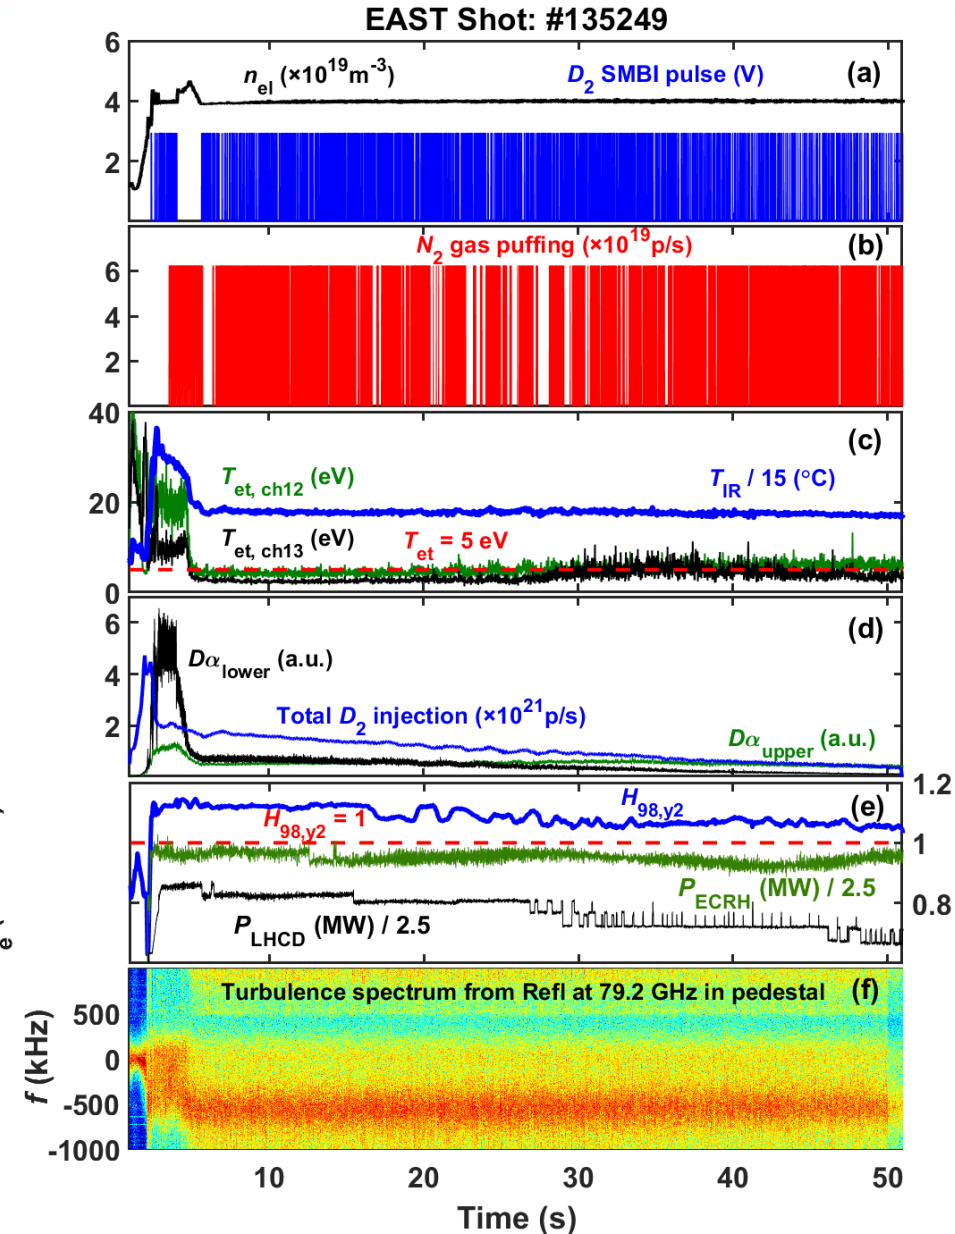 EAST Shot: #135249
6
4
2
n_el (×10^19 m^-3)
D_2 SMBI pulse (V)
(a)
6
4
2
N_2 gas puffing (×10^19 p/s)
(b)
40
20
0
T_et, ch12 (eV)
T_IR / 15 (°C)
(c)
T_et, ch13 (eV)
T_et = 5 eV
6
4
2
Dα_lower (a.u.)
(d)
Total D_2 injection (×10^21 p/s)
Dα_upper (a.u.)
1.2
1
0.8
H_98,y2
(e)
H_98,y2 = 1
P_ECRH (MW) / 2.5
P_LHCD (MW) / 2.5
Turbulence spectrum from Refl at 79.2 GHz in pedestal
(f)
500
0
-500
-1000
f (kHz)
10 20 30 40 50
Time (s)